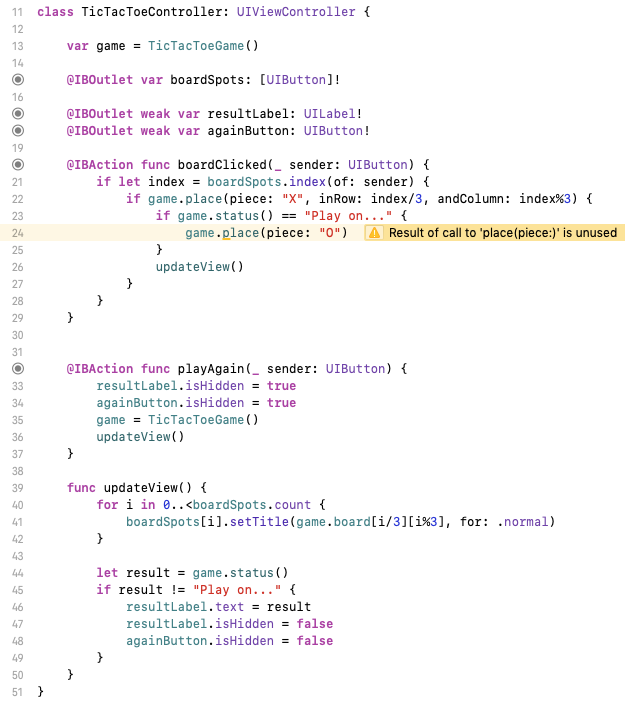 11 class TicTacToeController: UIViewController {
12
13     var game = TicTacToeGame()
14
    @IBOutlet var boardSpots: [UIButton]!
16
    @IBOutlet weak var resultLabel: UILabel!
    @IBOutlet weak var againButton: UIButton!
19
    @IBAction func boardClicked(_ sender: UIButton) {
21         if let index = boardSpots.index(of: sender) {
22             if game.place(piece: "X", inRow: index/3, andColumn: index%3) {
23                 if game.status() == "Play on..." {
24                     game.place(piece: "O") Result of call to 'place(piece:)' is unused
25                 }
26                 updateView()
27             }
28         }
29     }
30
31
    @IBAction func playAgain(_ sender: UIButton) {
33         resultLabel.isHidden = true
34         againButton.isHidden = true
35         game = TicTacToeGame()
36         updateView()
37     }
38
39     func updateView() {
40         for i in 0..<boardSpots.count {
41             boardSpots[i].setTitle(game.board[i/3][i%3], for: .normal)
42         }
43
44         let result = game.status()
45         if result != "Play on..." {
46             resultLabel.text = result
47             resultLabel.isHidden = false
48             againButton.isHidden = false
49         }
50     }
51 }